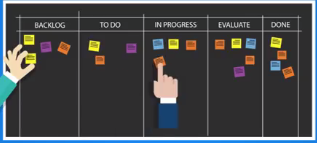 BACKLOG
TO DO
IN PROGRESS
EVALUATE
DONE